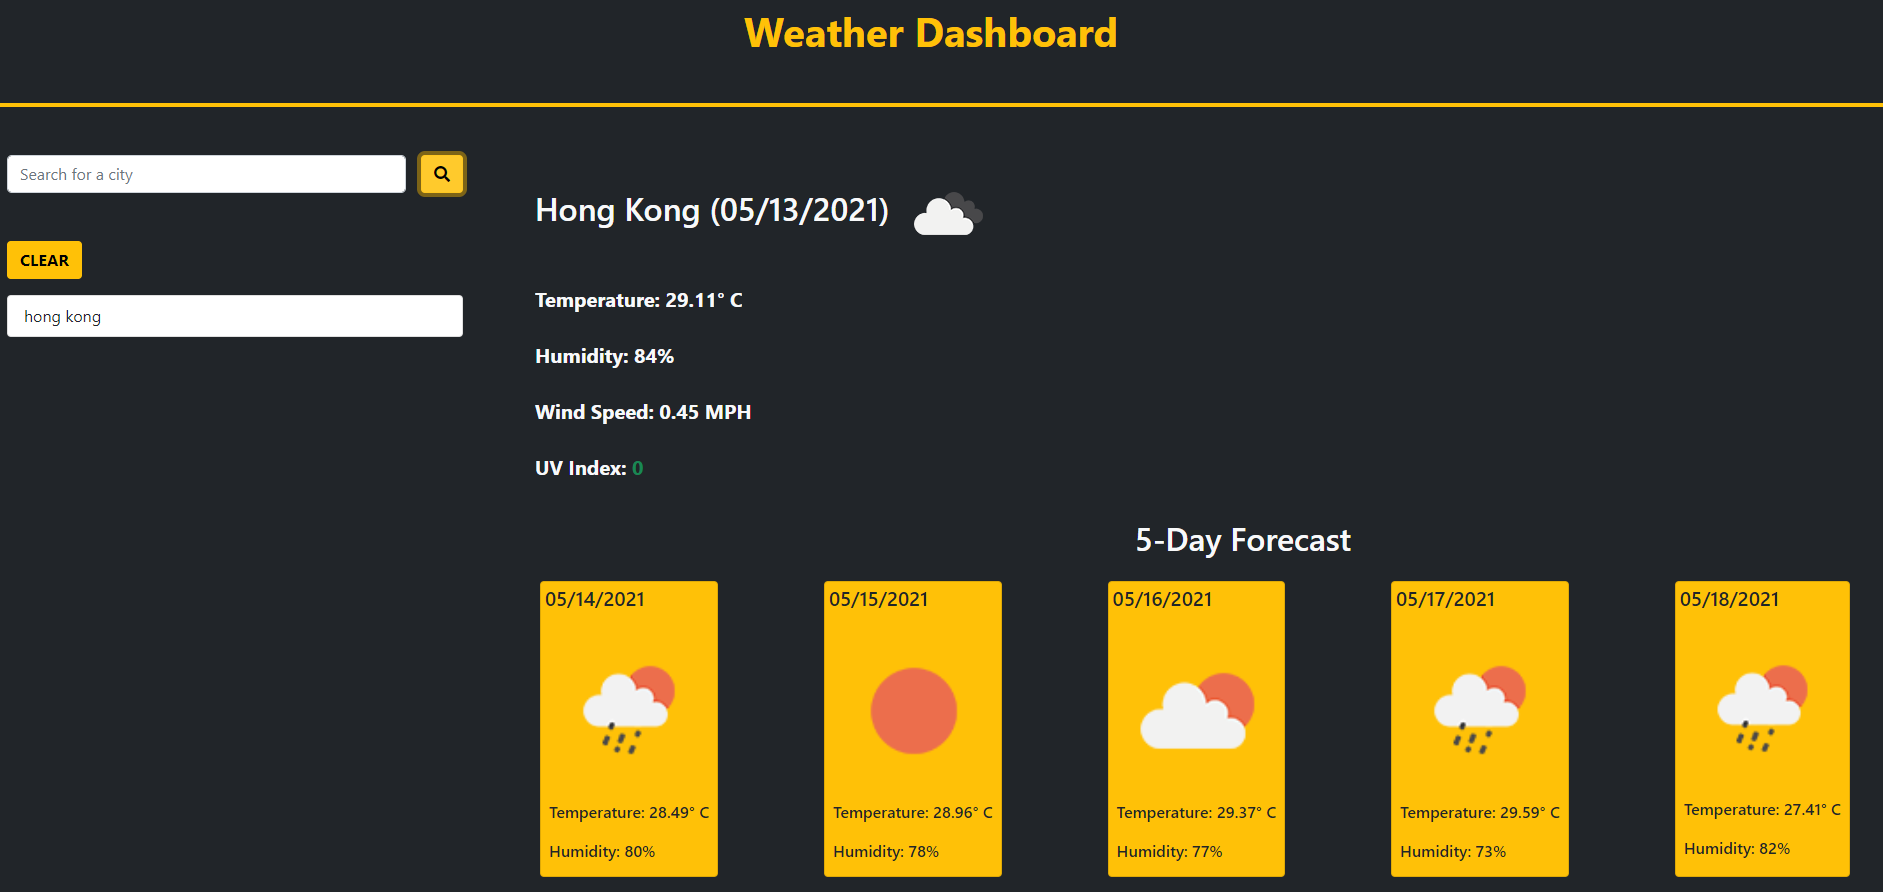 Weather Dashboard
Search for a city
CLEAR
hong kong
Hong Kong (05/13/2021)
Temperature: 29.11° C
Humidity: 84%
Wind Speed: 0.45 MPH
UV Index: 0
5-Day Forecast
05/14/2021
Temperature: 28.49° C
Humidity: 80%
05/15/2021
Temperature: 28.96° C
Humidity: 78%
05/16/2021
Temperature: 29.37° C
Humidity: 77%
05/17/2021
Temperature: 29.59° C
Humidity: 73%
05/18/2021
Temperature: 27.41° C
Humidity: 82%